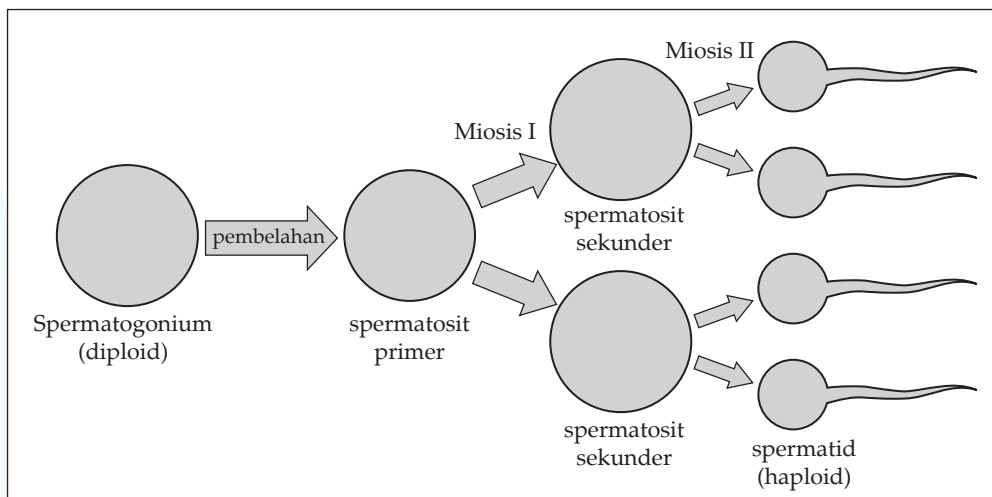 Miosis II
Miosis I
pembelahan
spermatosit
sekunder
Spermatogonium
(diploid)
spermatosit
primer
spermatosit
sekunder
spermatid
(haploid)